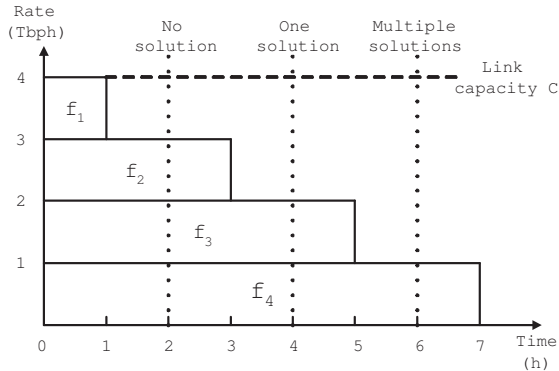 Rate
(Tbph)
No
solution
One
solution
Multiple
solutions
Link
capacity C
4
3
2
1
f1
f2
f3
f4
0
1
2
3
4
5
6
7
Time
(h)